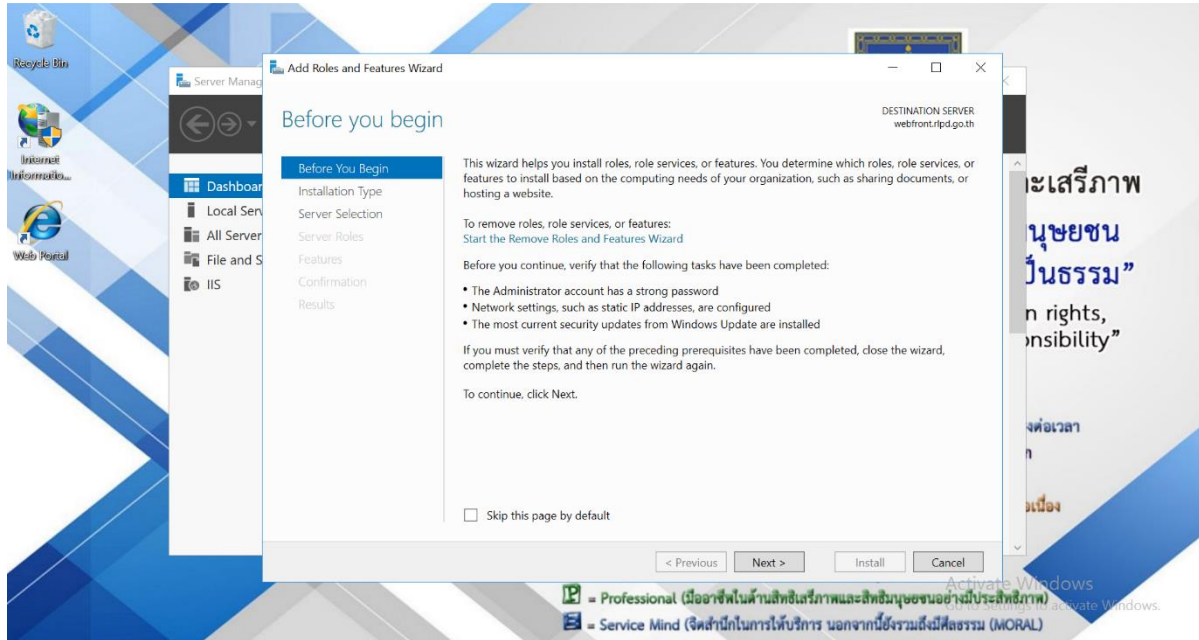 Recycle Bin
Internet
Informatio...
Web Portal
Server Manag
Add Roles and Features Wizard
Before you begin
DESTINATION SERVER
webfront.rlpd.go.th
Dashboar
Local Serv
All Server
File and S
IIS
Before You Begin
Installation Type
Server Selection
Server Roles
Features
Confirmation
Results
This wizard helps you install roles, role services, or features. You determine which roles, role services, or
features to install based on the computing needs of your organization, such as sharing documents, or
hosting a website.
To remove roles, role services, or features:
Start the Remove Roles and Features Wizard
Before you continue, verify that the following tasks have been completed:
• The Administrator account has a strong password
• Network settings, such as static IP addresses, are configured
• The most current security updates from Windows Update are installed
If you must verify that any of the preceding prerequisites have been completed, close the wizard,
complete the steps, and then run the wizard again.
To continue, click Next.
Skip this page by default
< Previous
Next >
Install
Cancel
ะเสรีภาพ
นุษยชน
ป็นธรรม”
n rights,
onsibility”
งต่อเวลา
อเนื่อง
Activate Windows
Go to Settings to activate Windows.
P = Professional (มืออาชีพในด้านสิทธิเสรีภาพและสิทธิมนุษยชนอย่างมีประสิทธิภาพ)
= Service Mind (จิตสำนึกในการให้บริการ นอกจากนี้ยังรวมถึงมีศีลธรรม (MORAL)